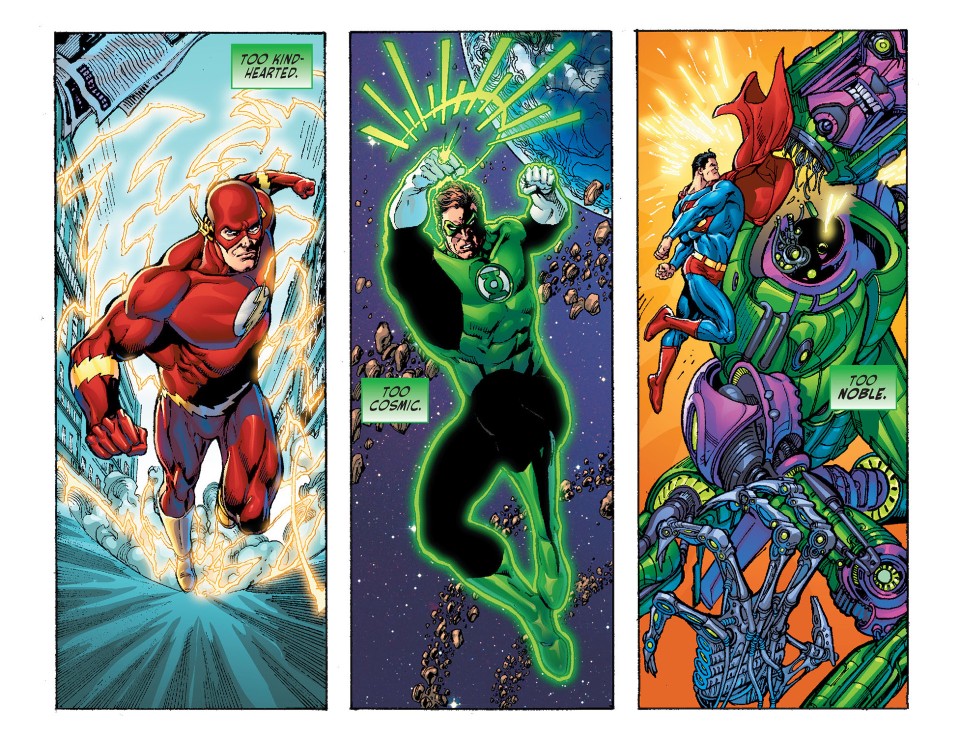 TOO KIND-
HEARTED.
TOO
COSMIC.
TOO
NOBLE.